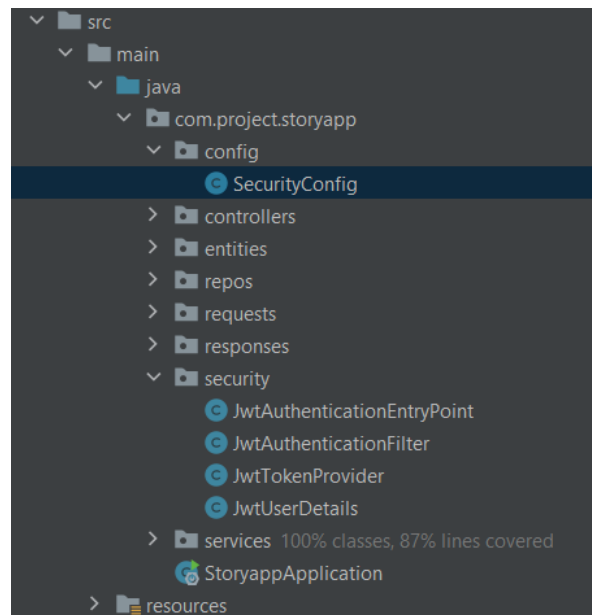 src
main
java
com.project.storyapp
config
SecurityConfig
controllers
entities
repos
requests
responses
security
JwtAuthenticationEntryPoint
JwtAuthenticationFilter
JwtTokenProvider
JwtUserDetails
services 100% classes, 87% lines covered
StoryappApplication
resources